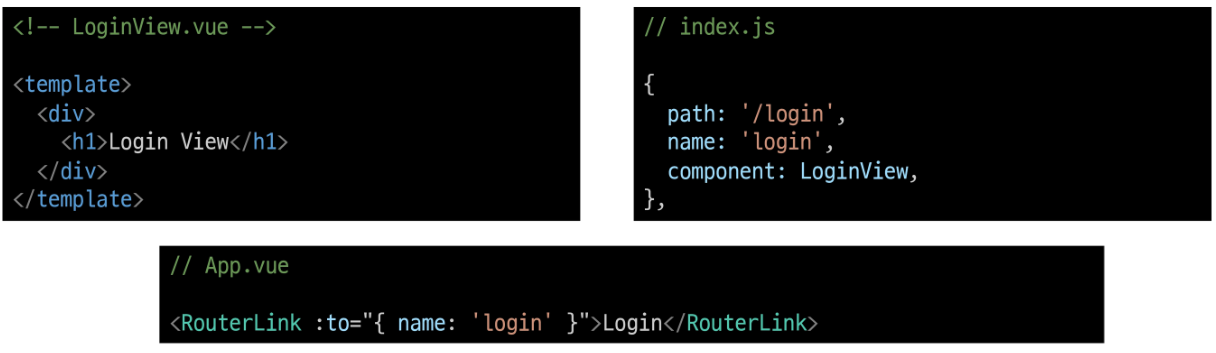 <!-- LoginView.vue -->
<template>
  <div>
    <h1>Login View</h1>
  </div>
</template>
// index.js
{
  path: '/login',
  name: 'login',
  component: LoginView,
},
// App.vue
<RouterLink :to="{ name: 'login' }">Login</RouterLink>